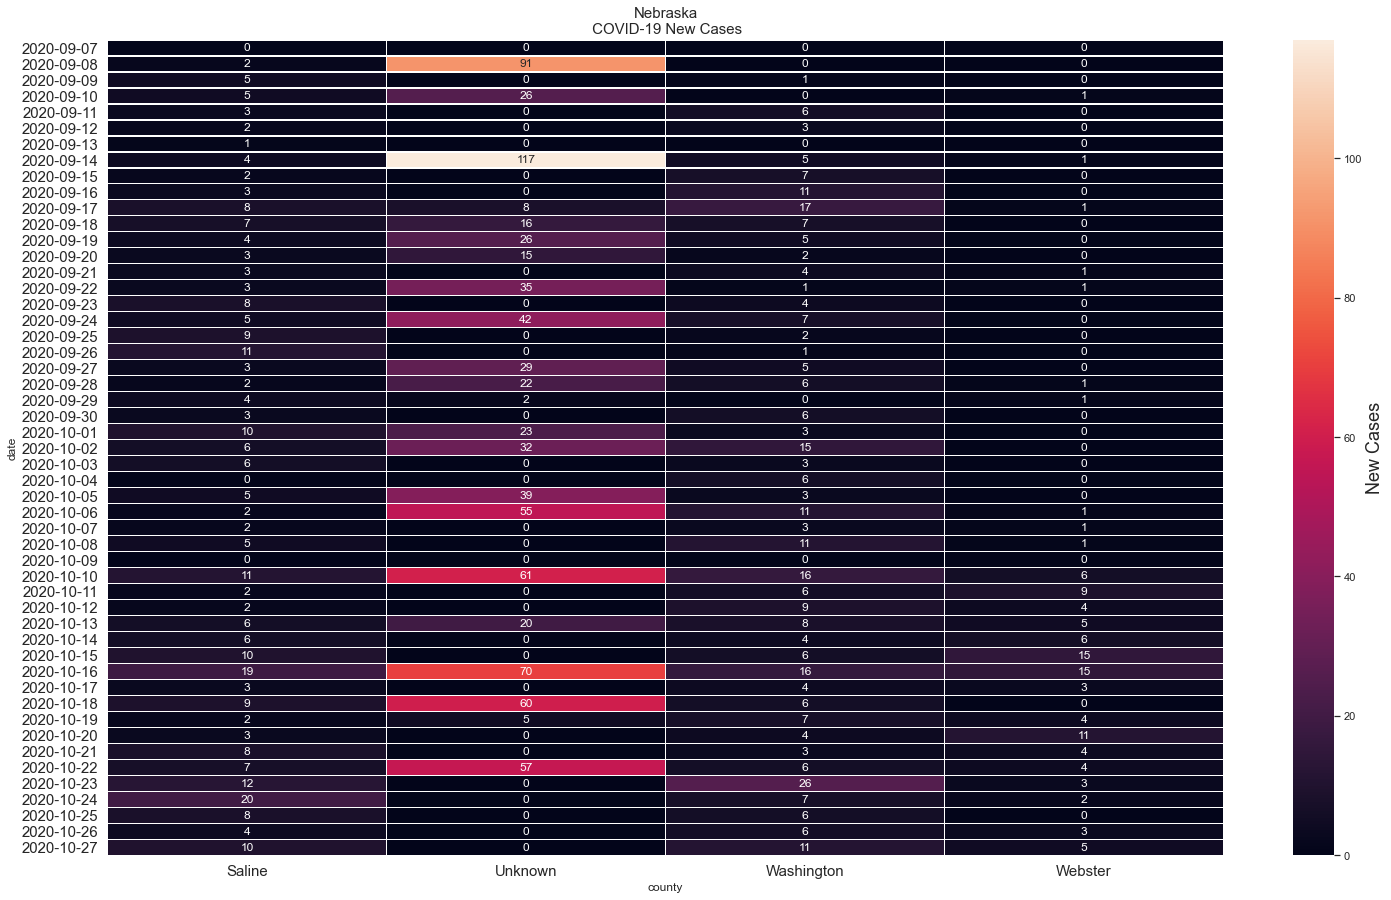 Nebraska
COVID-19 New Cases
2020-09-07 0 0 0 0
2020-09-08 2 91 0 0
2020-09-09 5 0 1 0
2020-09-10 5 26 0 1
2020-09-11 3 0 6 0
2020-09-12 2 0 3 0
2020-09-13 1 0 0 0
2020-09-14 4 117 5 1
2020-09-15 2 0 7 0
2020-09-16 3 0 11 0
2020-09-17 8 8 17 1
2020-09-18 7 16 7 0
2020-09-19 4 26 5 0
2020-09-20 3 15 2 0
2020-09-21 3 0 4 1
2020-09-22 3 35 1 1
2020-09-23 8 0 4 0
2020-09-24 5 42 7 0
2020-09-25 9 0 2 0
2020-09-26 11 0 1 0
2020-09-27 3 29 5 0
2020-09-28 2 22 6 1
2020-09-29 4 2 0 1
2020-09-30 3 0 6 0
2020-10-01 10 23 3 0
2020-10-02 6 32 15 0
2020-10-03 6 0 3 0
2020-10-04 0 0 6 0
2020-10-05 5 39 3 0
2020-10-06 2 55 11 1
2020-10-07 2 0 3 1
2020-10-08 5 0 11 1
2020-10-09 0 0 0 0
2020-10-10 11 61 16 6
2020-10-11 2 0 6 9
2020-10-12 2 0 9 4
2020-10-13 6 20 8 5
2020-10-14 6 0 4 6
2020-10-15 10 0 6 15
2020-10-16 19 70 16 15
2020-10-17 3 0 4 3
2020-10-18 9 60 6 0
2020-10-19 2 5 7 4
2020-10-20 3 0 4 11
2020-10-21 8 0 3 4
2020-10-22 7 57 6 4
2020-10-23 12 0 26 3
2020-10-24 20 0 7 2
2020-10-25 8 0 6 0
2020-10-26 4 0 6 3
2020-10-27 10 0 11 5
Saline Unknown Washington Webster
county
date
100
80
60
40
20
0
New Cases